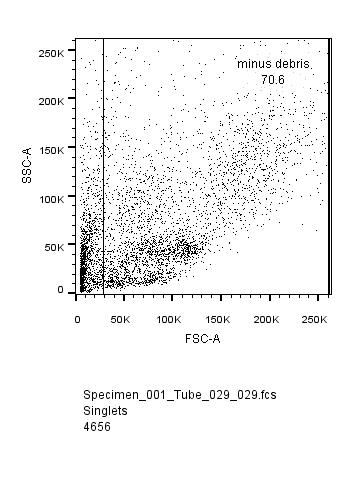 minus debris
70.6
250K
200K
150K
100K
50K
0
SSC-A
0 50K 100K 150K 200K 250K
FSC-A
Specimen_001_Tube_029_029.fcs
Singlets
4656